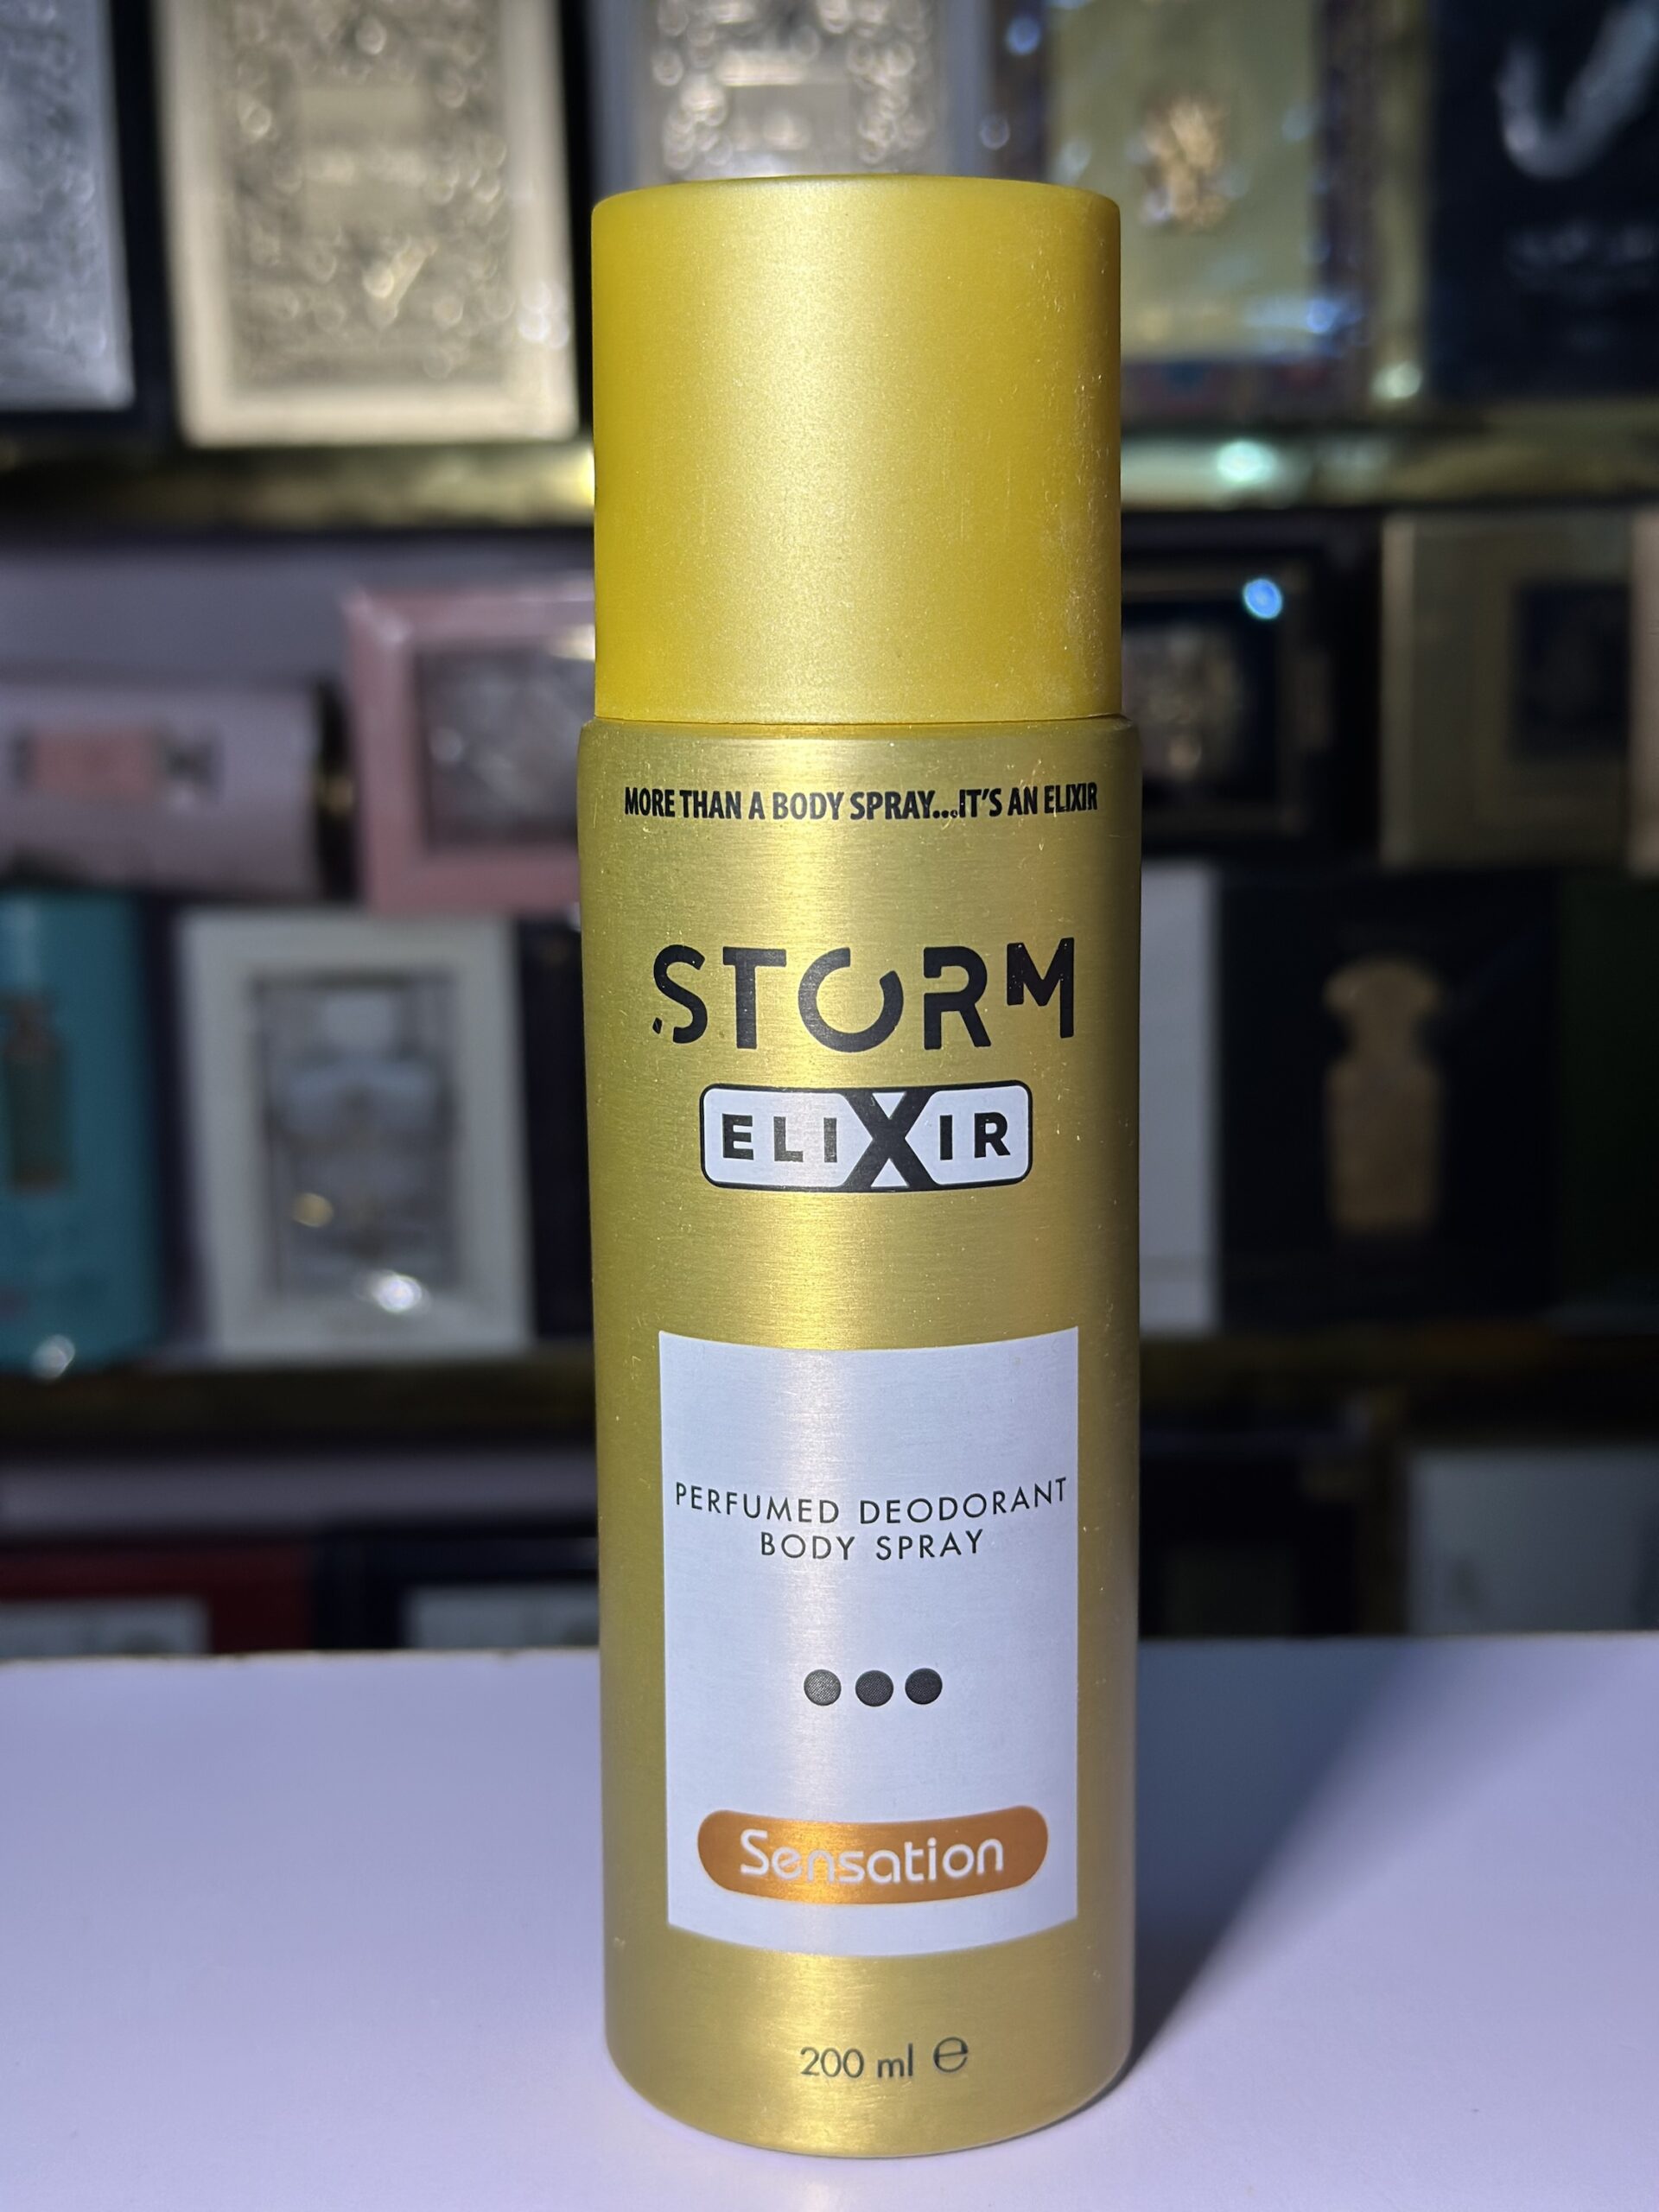 MORE THAN A BODY SPRAY...IT'S AN ELIXIR
STORM
ELIXIR
PERFUMED DEODORANT
BODY SPRAY
Sensation
200 ml ℮